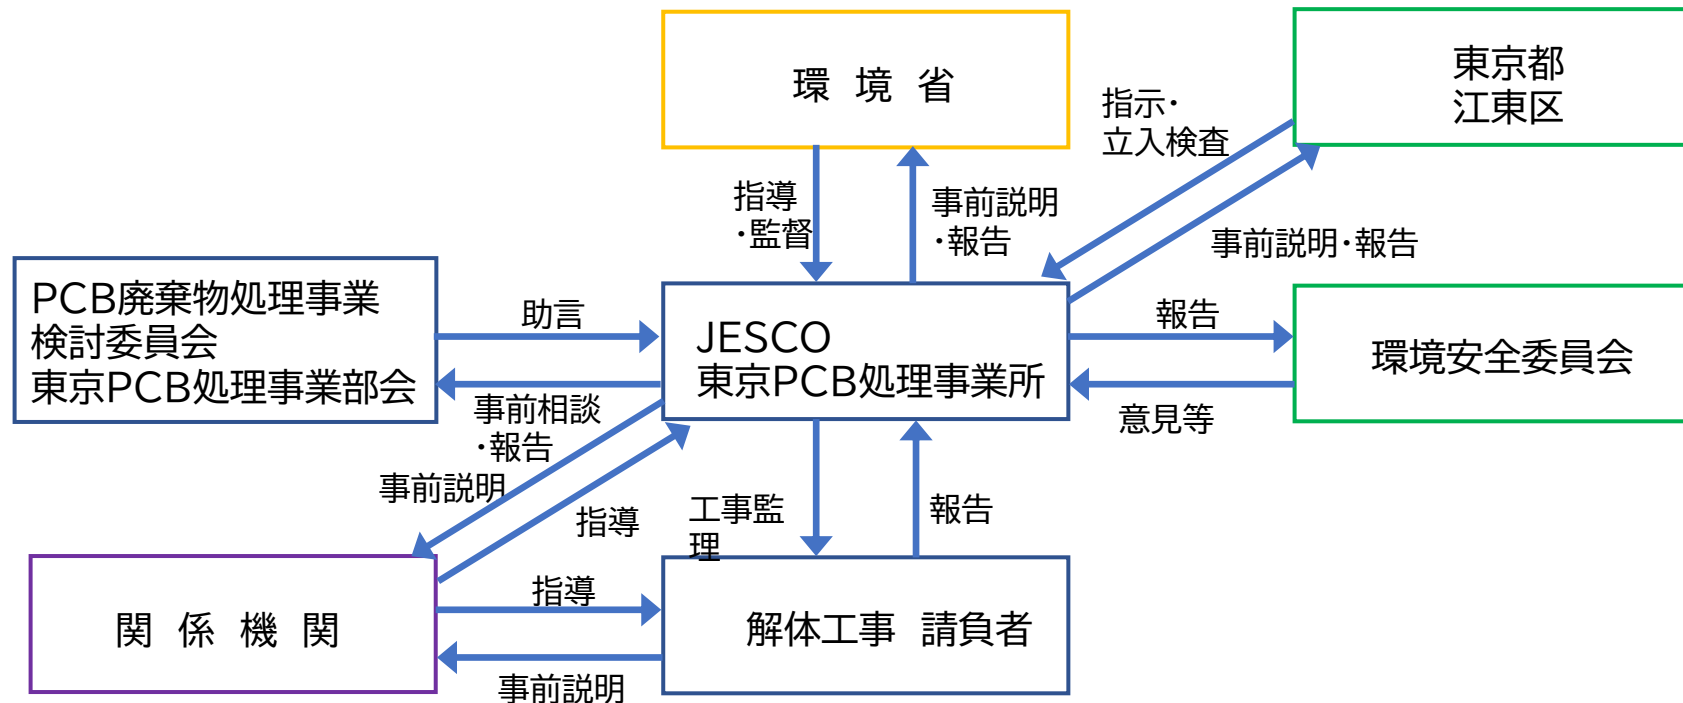 環 境 省
東京都
江東区
指示・
立入検査
指導
・監督
事前説明
・報告
事前説明・報告
PCB廃棄物処理事業
検討委員会
東京PCB処理事業部会
助言
JESCO
東京PCB処理事業所
報告
環境安全委員会
意見等
事前相談
・報告
事前説明
指導
工事監
理
報告
関 係 機 関
指導
解体工事 請負者
事前説明